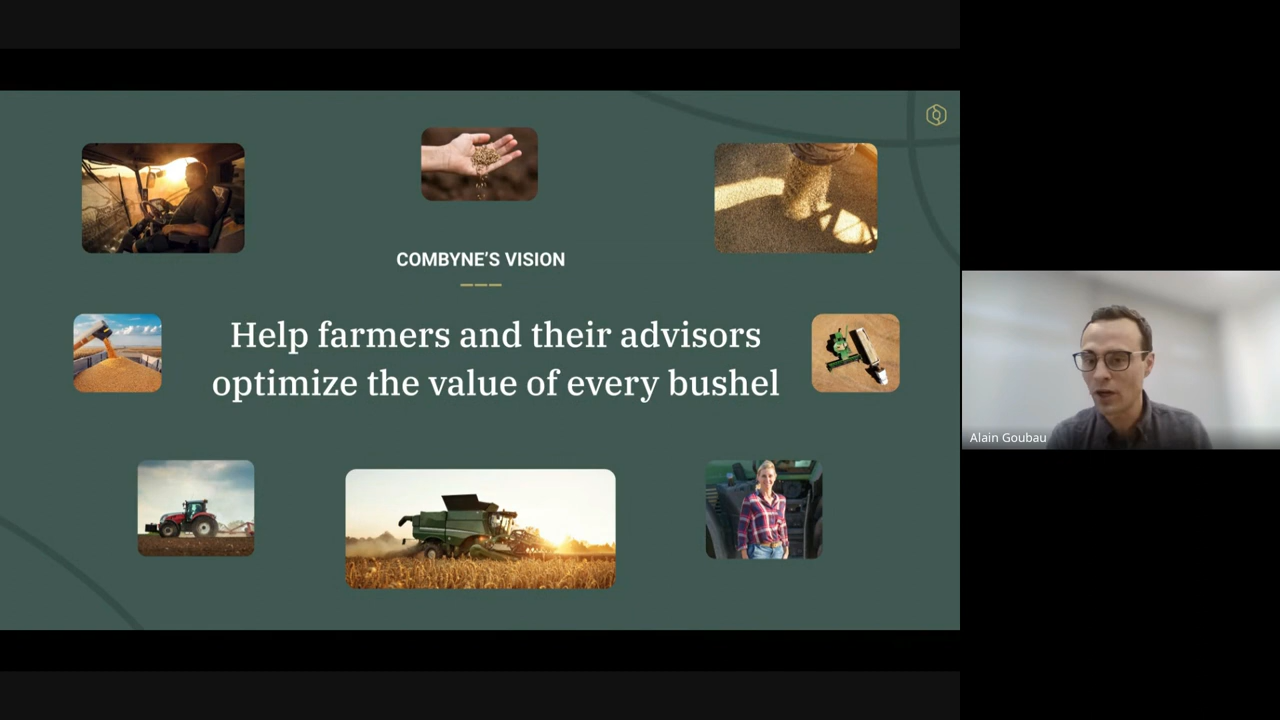 COMBYNE’S VISION
Help farmers and their advisors
optimize the value of every bushel
Alain Goubau